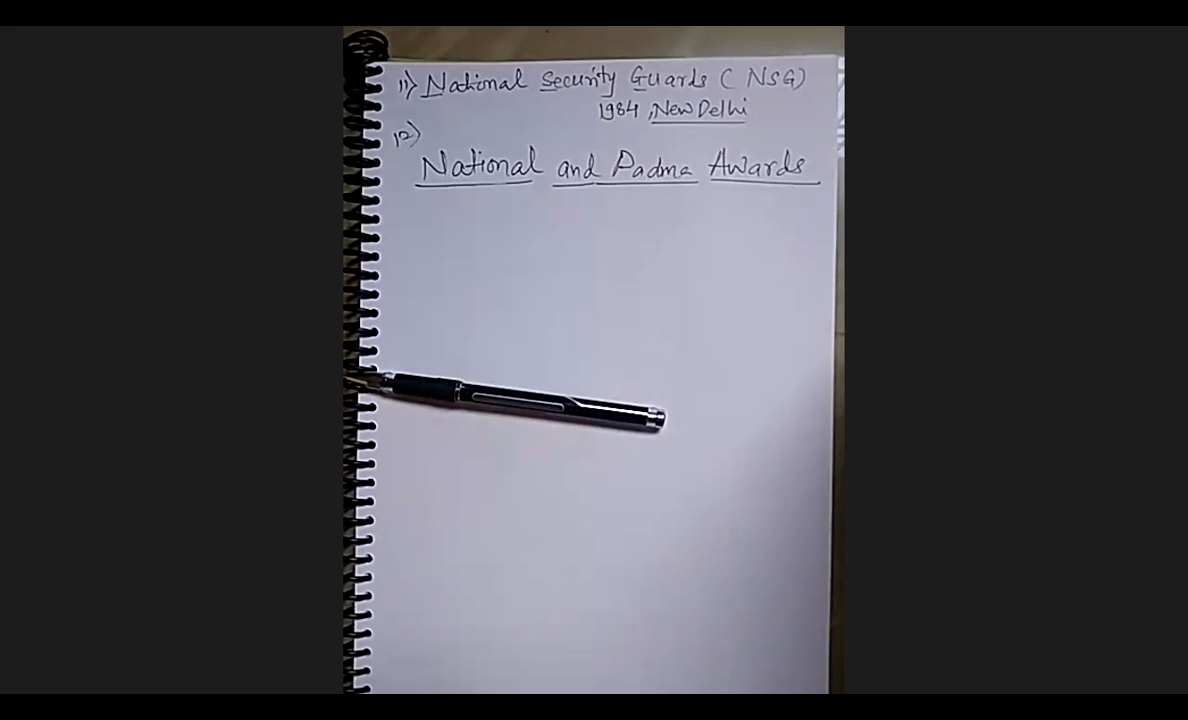 11) National Security Guards (NSG)
1984, New Delhi
12)
National and Padma Awards